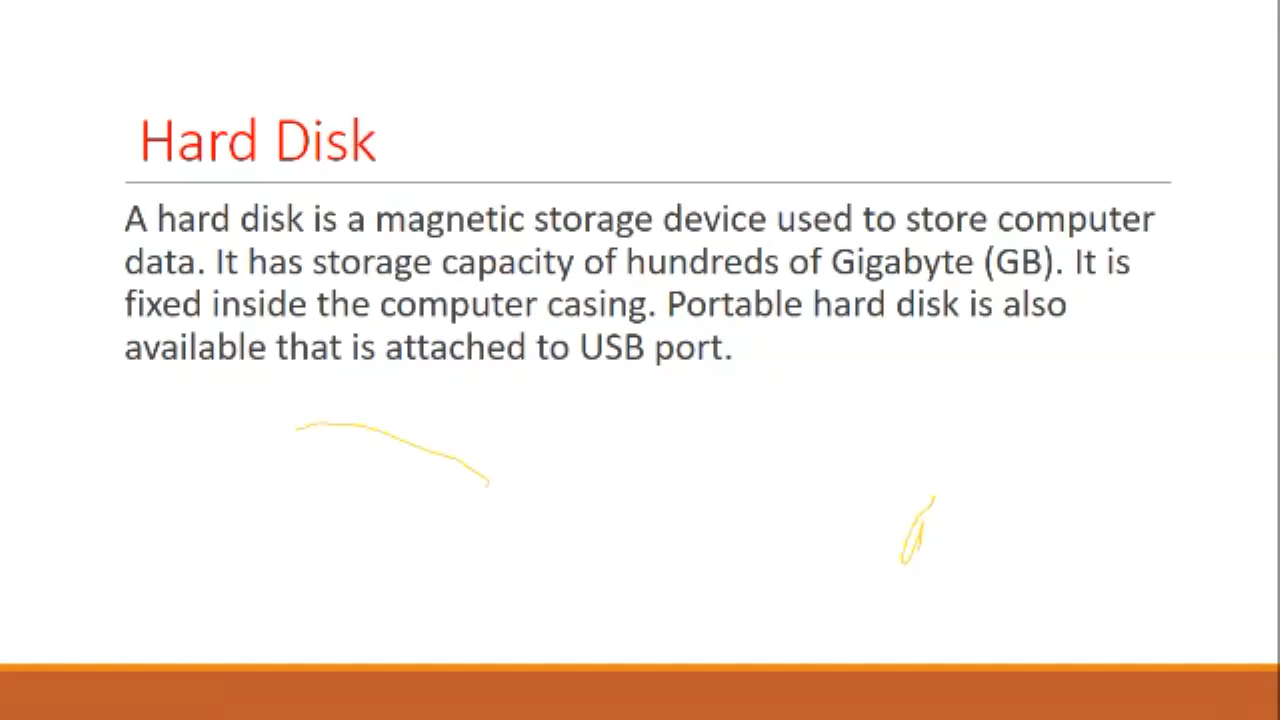 Hard Disk
A hard disk is a magnetic storage device used to store computer
data. It has storage capacity of hundreds of Gigabyte (GB). It is
fixed inside the computer casing. Portable hard disk is also
available that is attached to USB port.